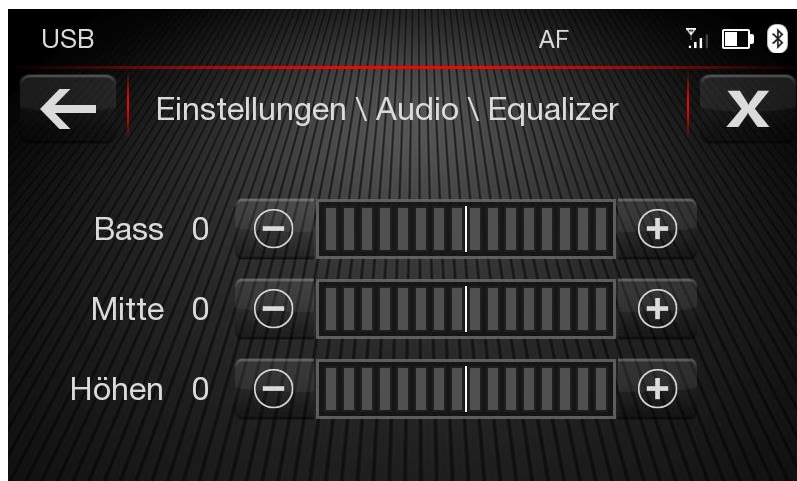 USB AF
Einstellungen \ Audio \ Equalizer
Bass 0
Mitte 0
Höhen 0